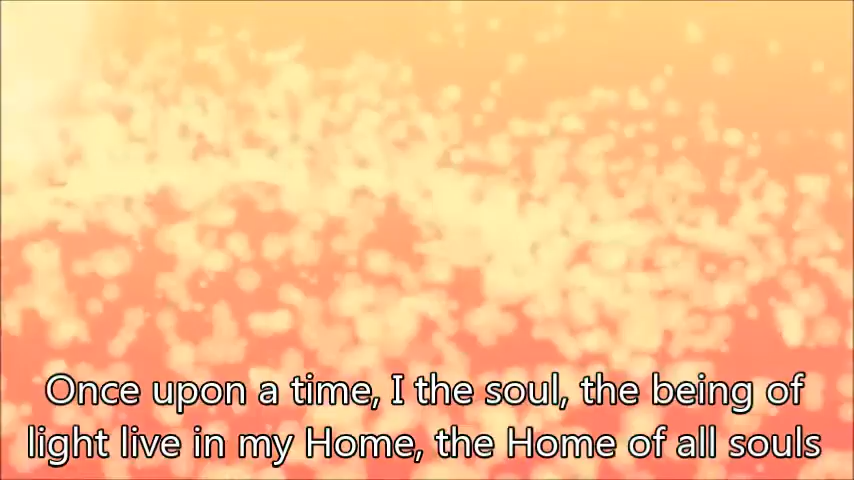 Once upon a time, I the soul, the being of
light live in my Home, the Home of all souls